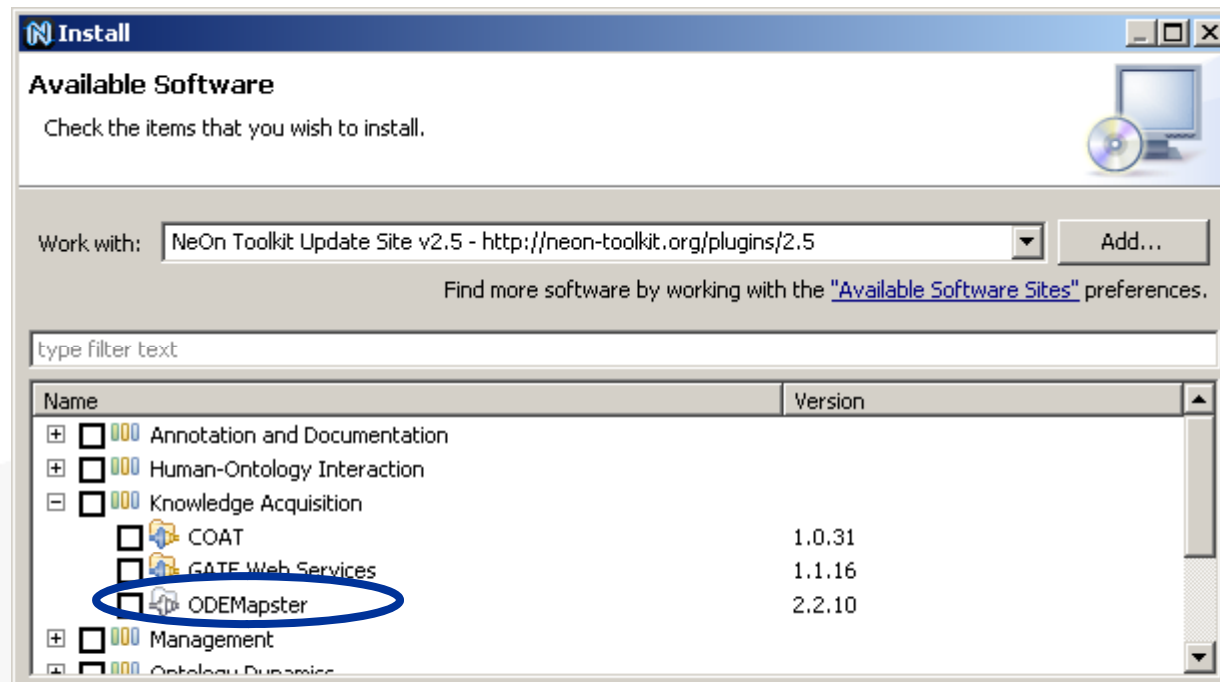 Install
Available Software
Check the items that you wish to install.
Work with: NeOn Toolkit Update Site v2.5 - http://neon-toolkit.org/plugins/2.5 Add...
Find more software by working with the "Available Software Sites" preferences.
type filter text
Name Version
Annotation and Documentation
Human-Ontology Interaction
Knowledge Acquisition
COAT 1.0.31
GATE Web Services 1.1.16
ODEMapster 2.2.10
Management
Ontology Dynamics